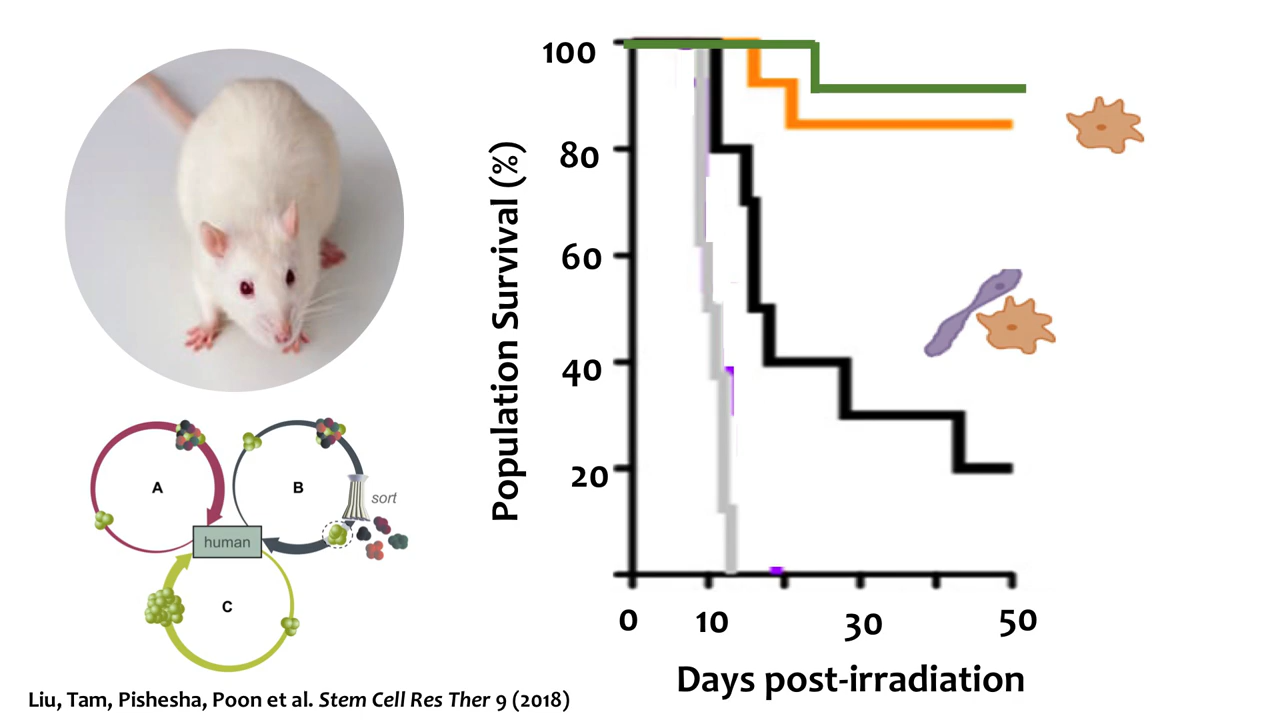 A
B
sort
human
C
Liu, Tam, Pishesha, Poon et al. Stem Cell Res Ther 9 (2018)
Population Survival (%)
100
80
60
40
20
0 10 30 50
Days post-irradiation